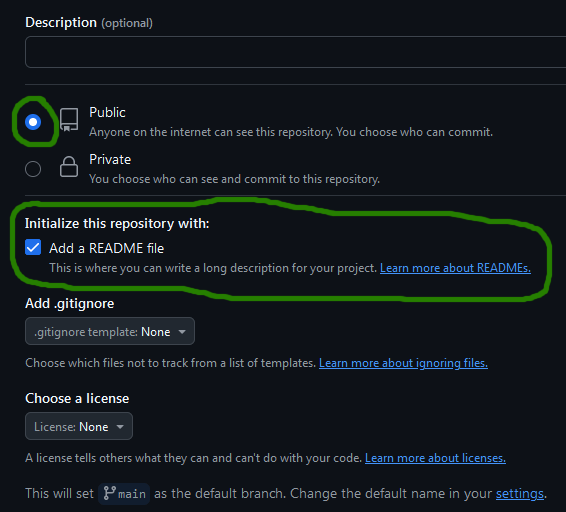 Description (optional)
Public
Anyone on the internet can see this repository. You choose who can commit.
Private
You choose who can see and commit to this repository.
Initialize this repository with:
Add a README file
This is where you can write a long description for your project. Learn more about READMEs.
Add .gitignore
.gitignore template: None
Choose which files not to track from a list of templates. Learn more about ignoring files.
Choose a license
License: None
A license tells others what they can and can't do with your code. Learn more about licenses.
This will set main as the default branch. Change the default name in your settings.